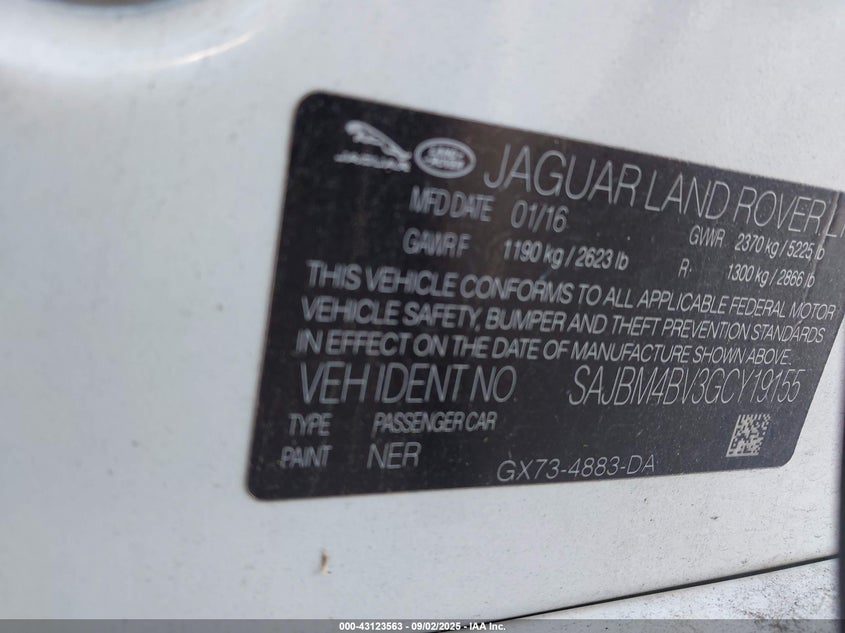 JAGUAR LAND ROVER JAGUAR LAND ROVER
MFD DATE 01/16 GVWR 2370 kg / 5225 lb
GAWR F 1190 kg / 2623 lb R 1300 kg / 2866 lb
THIS VEHICLE CONFORMS TO ALL APPLICABLE FEDERAL MOTOR
VEHICLE SAFETY, BUMPER AND THEFT PREVENTION STANDARDS
IN EFFECT ON THE DATE OF MANUFACTURE SHOWN ABOVE.
VEH IDENT NO SAJBM4BV3GCY19155
TYPE PASSENGER CAR
PAINT NER
GX73-4883-DA
000-43123563 - 09/02/2025 - IAA Inc.